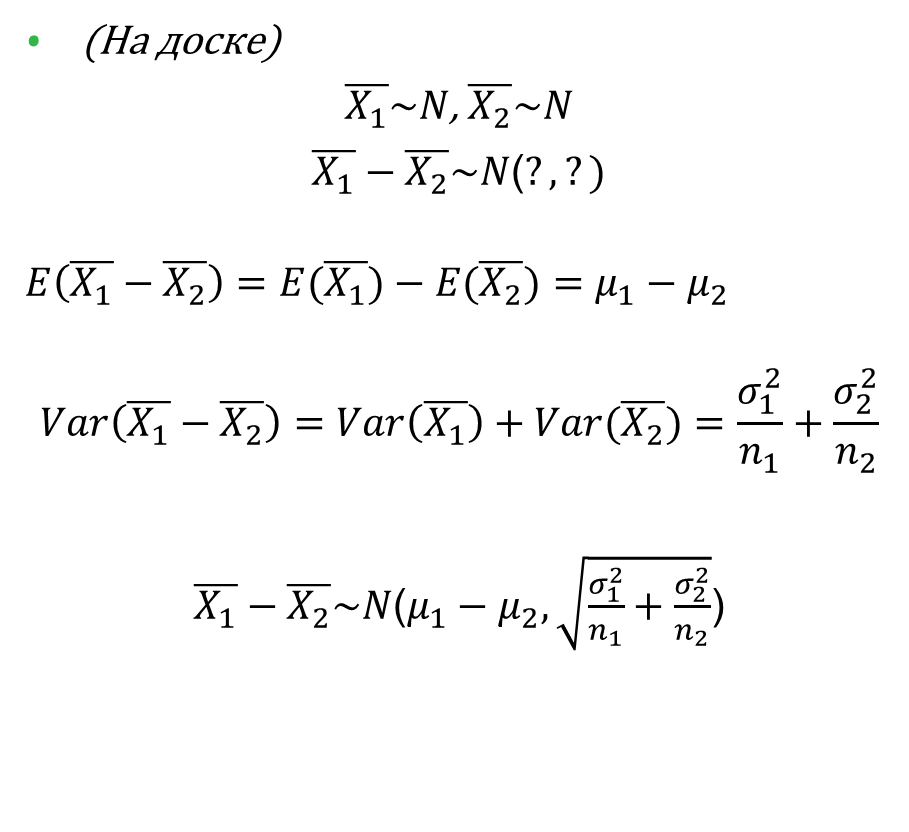 • (На доске)
X̅₁~N, X̅₂~N
X̅₁ − X̅₂~N(?,?)
E(X̅₁ − X̅₂) = E(X̅₁) − E(X̅₂) = μ₁ − μ₂
Var(X̅₁ − X̅₂) = Var(X̅₁) + Var(X̅₂) = σ₁²/n₁ + σ₂²/n₂
X̅₁ − X̅₂~N(μ₁ − μ₂, √(σ₁²/n₁ + σ₂²/n₂))